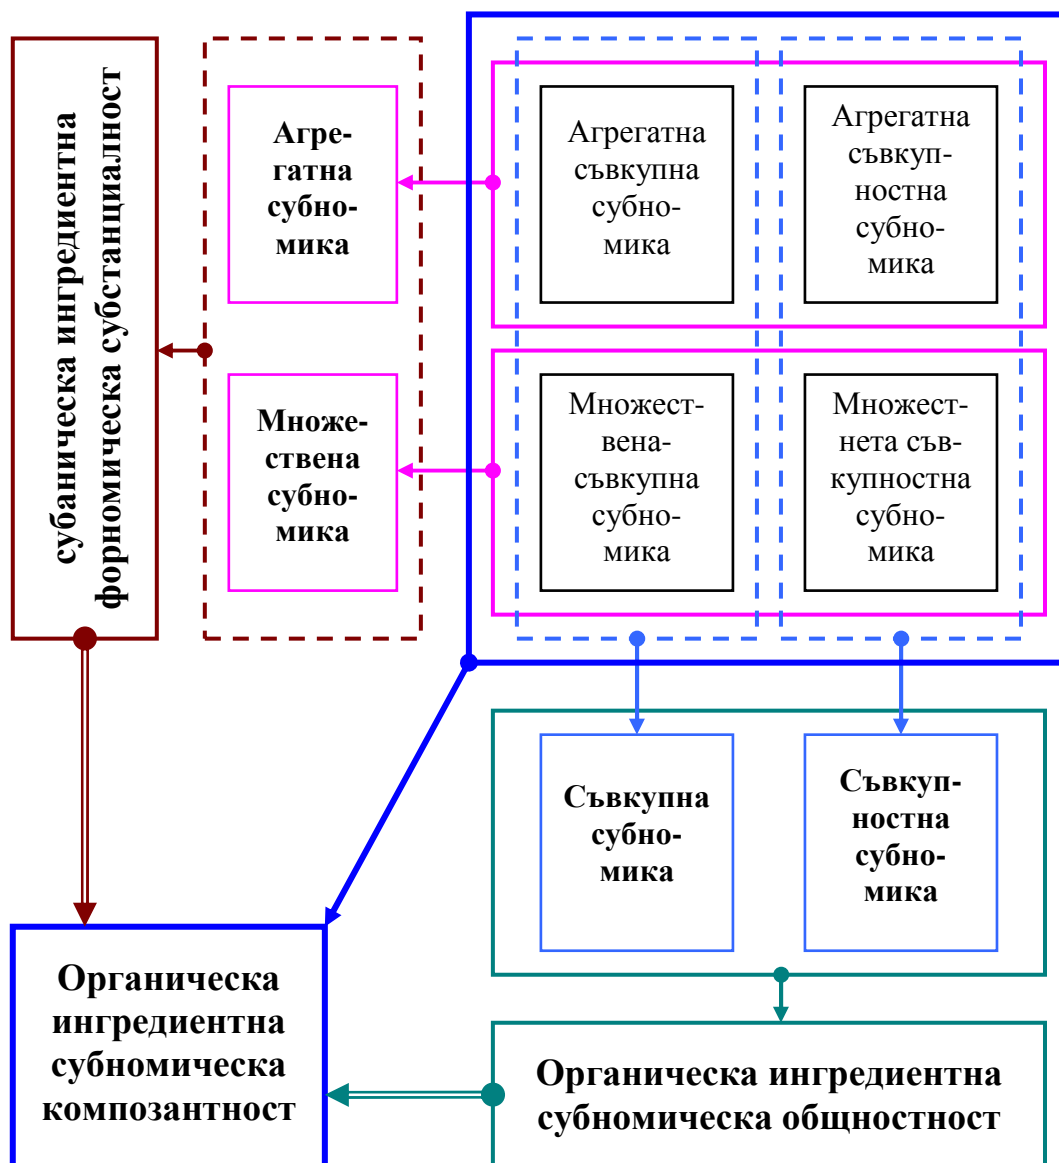 субаническа ингредиентна
форномическа субстанциалност
Агре-
гатна
субно-
мика
Агрегатна
съвкупна
субно-
мика
Агрегатна
съвкуп-
ностна
субно-
мика
Множе-
ствена
субно-
мика
Множест-
вена-
съвкупна
субно-
мика
Множест-
нета съв-
купностна
субно-
мика
Съвкупна
субно-
мика
Съвкуп-
ностна
субно-
мика
Органическа
ингредиентна
субномическа
композантност
Органическа ингредиентна
субномическа общностност